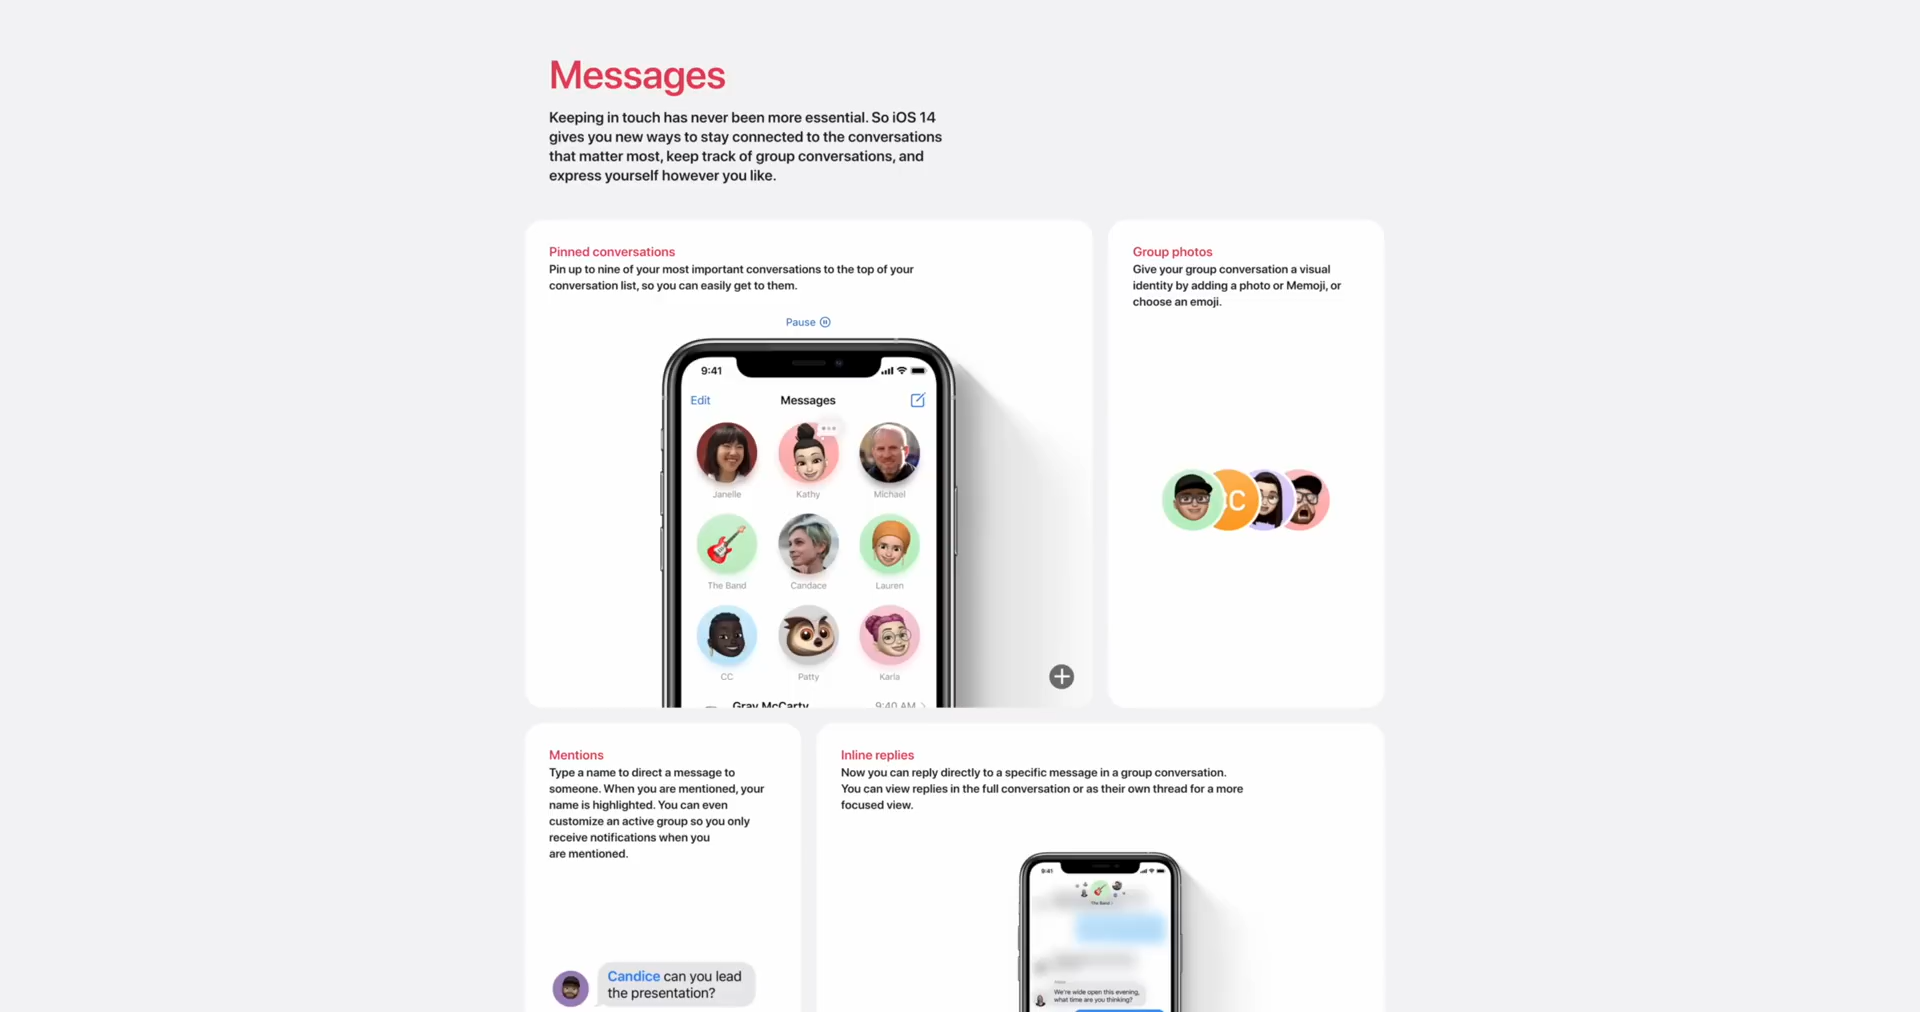 Messages
Keeping in touch has never been more essential. So iOS 14
gives you new ways to stay connected to the conversations
that matter most, keep track of group conversations, and
express yourself however you like.
Pinned conversations
Pin up to nine of your most important conversations to the top of your
conversation list, so you can easily get to them.
Pause
9:41
Edit
Messages
Janelle
Kathy
Michael
The Band
Candace
Lauren
CC
Patty
Karla
Gray McCarty
9:40 AM
Group photos
Give your group conversation a visual
identity by adding a photo or Memoji, or
choose an emoji.
C
Mentions
Type a name to direct a message to
someone. When you are mentioned, your
name is highlighted. You can even
customize an active group so you only
receive notifications when you
are mentioned.
Candice can you lead
the presentation?
Inline replies
Now you can reply directly to a specific message in a group conversation.
You can view replies in the full conversation or as their own thread for a more
focused view.
9:41
The Band
We're wide open this evening,
what time are you thinking?